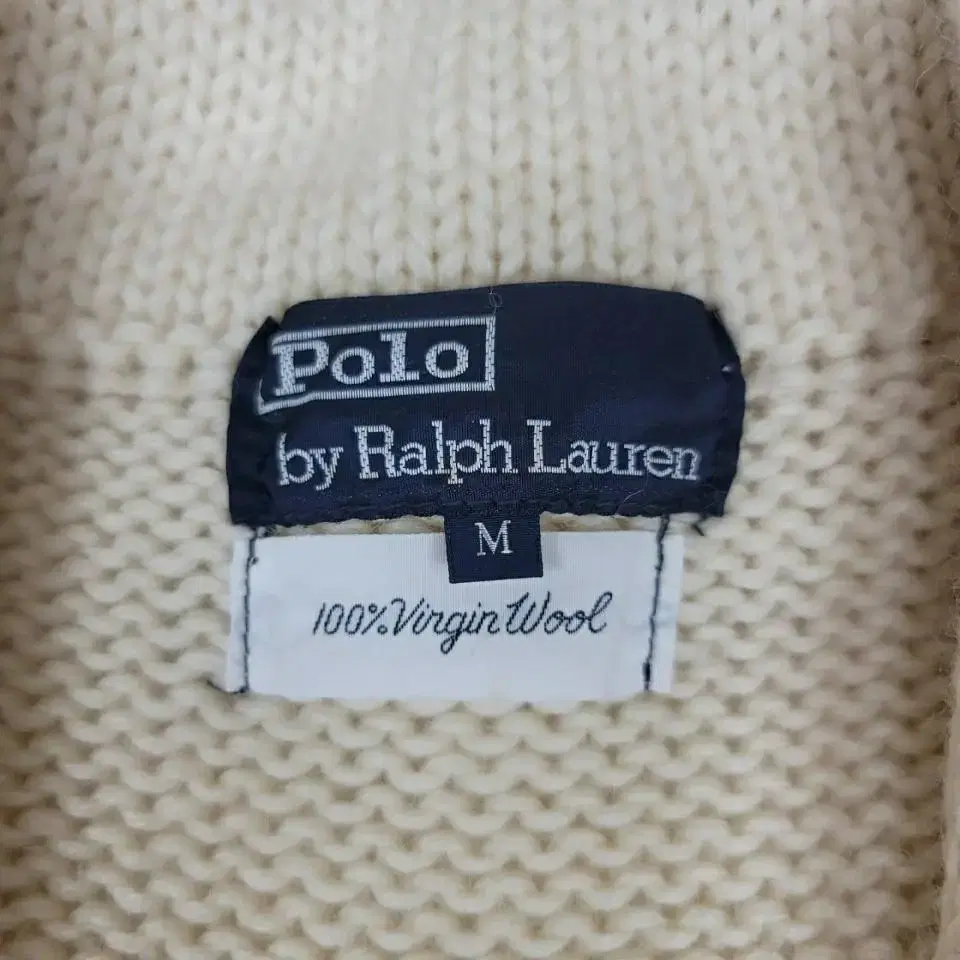 Polo
by Ralph Lauren
M
100% Virgin Wool